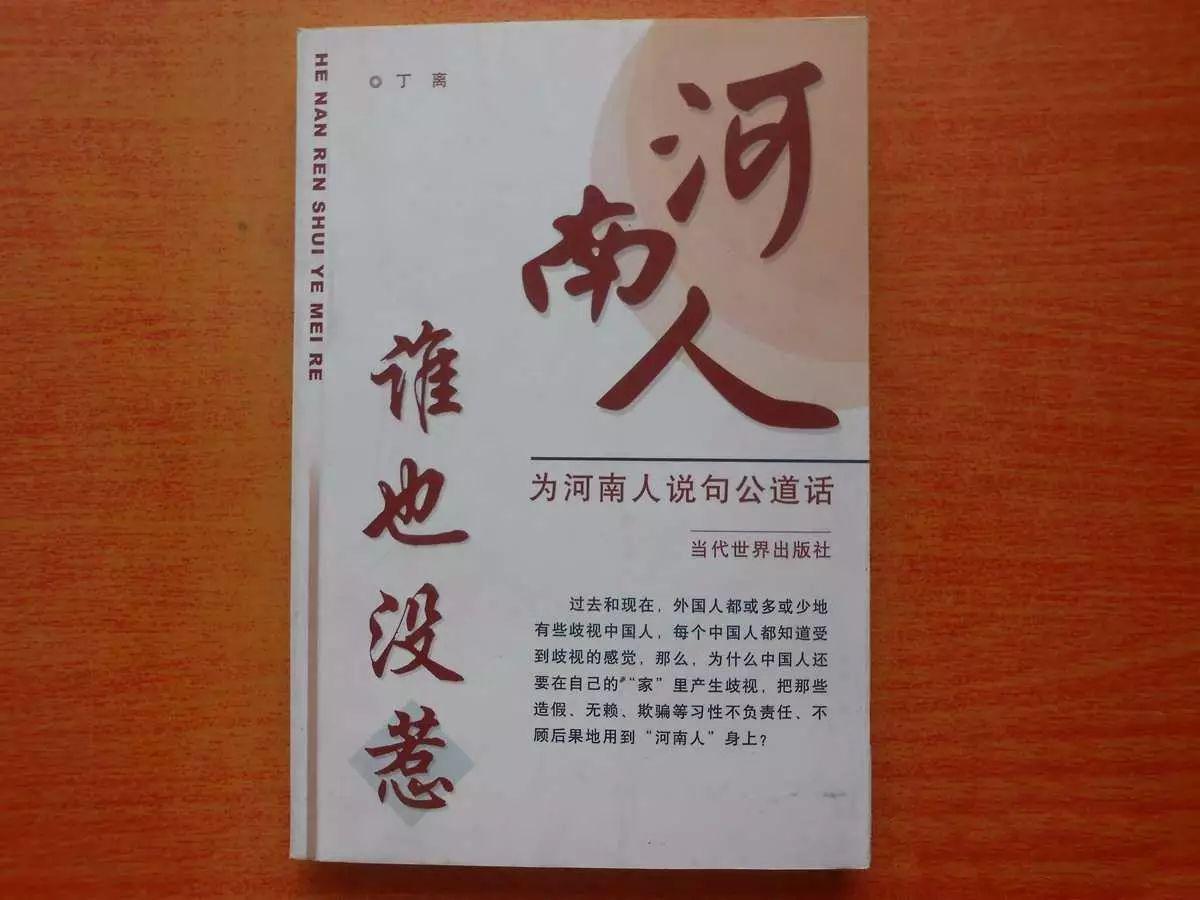 HE NAN REN SHUI YE MEI RE
丁 离
河南人
谁也没惹
为河南人说句公道话
当代世界出版社
过去和现在，外国人都或多或少地
有些歧视中国人，每个中国人都知道受
到歧视的感觉，那么，为什么中国人还
要在自己的“家”里产生歧视，把那些
造假、无赖、欺骗等习性不负责任、不
顾后果地用到“河南人”身上？